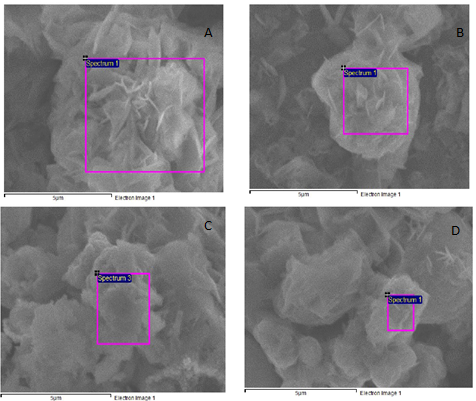 A
Spectrum 1
5µm
Electron Image 1
B
Spectrum 1
5µm
Electron Image 1
C
Spectrum 3
5µm
Electron Image 1
D
Spectrum 1
5µm
Electron Image 1